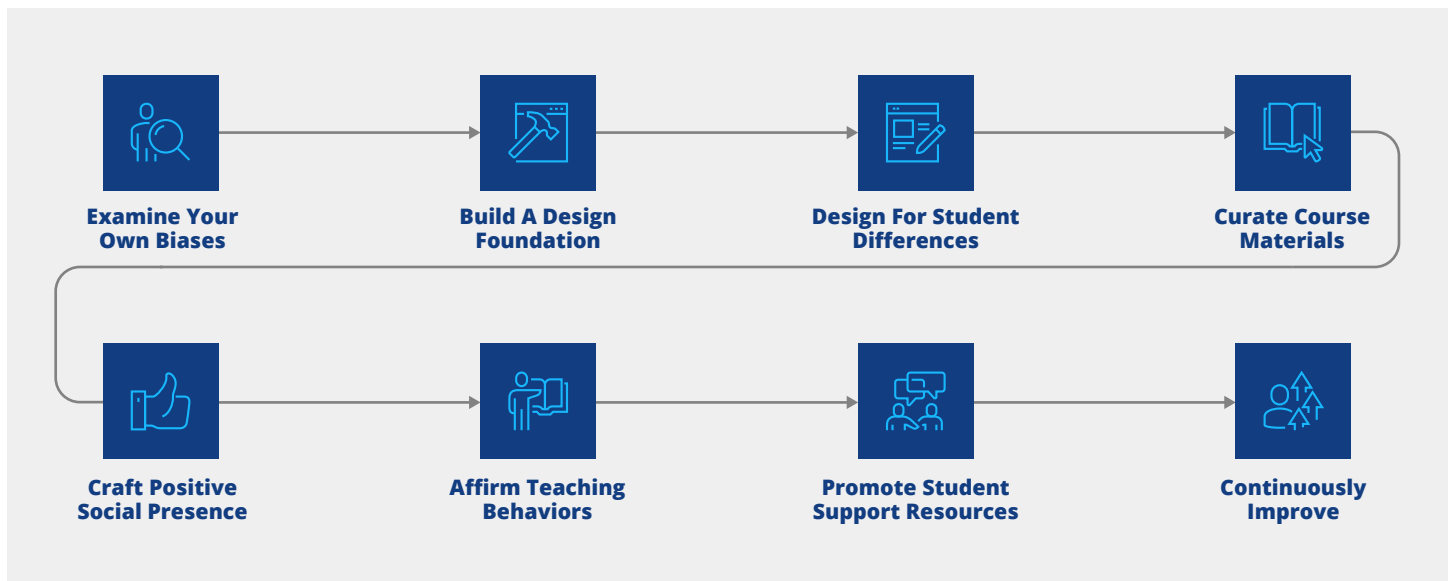 Examine Your
Own Biases
Build A Design
Foundation
Design For Student
Differences
Curate Course
Materials
Craft Positive
Social Presence
Affirm Teaching
Behaviors
Promote Student
Support Resources
Continuously
Improve